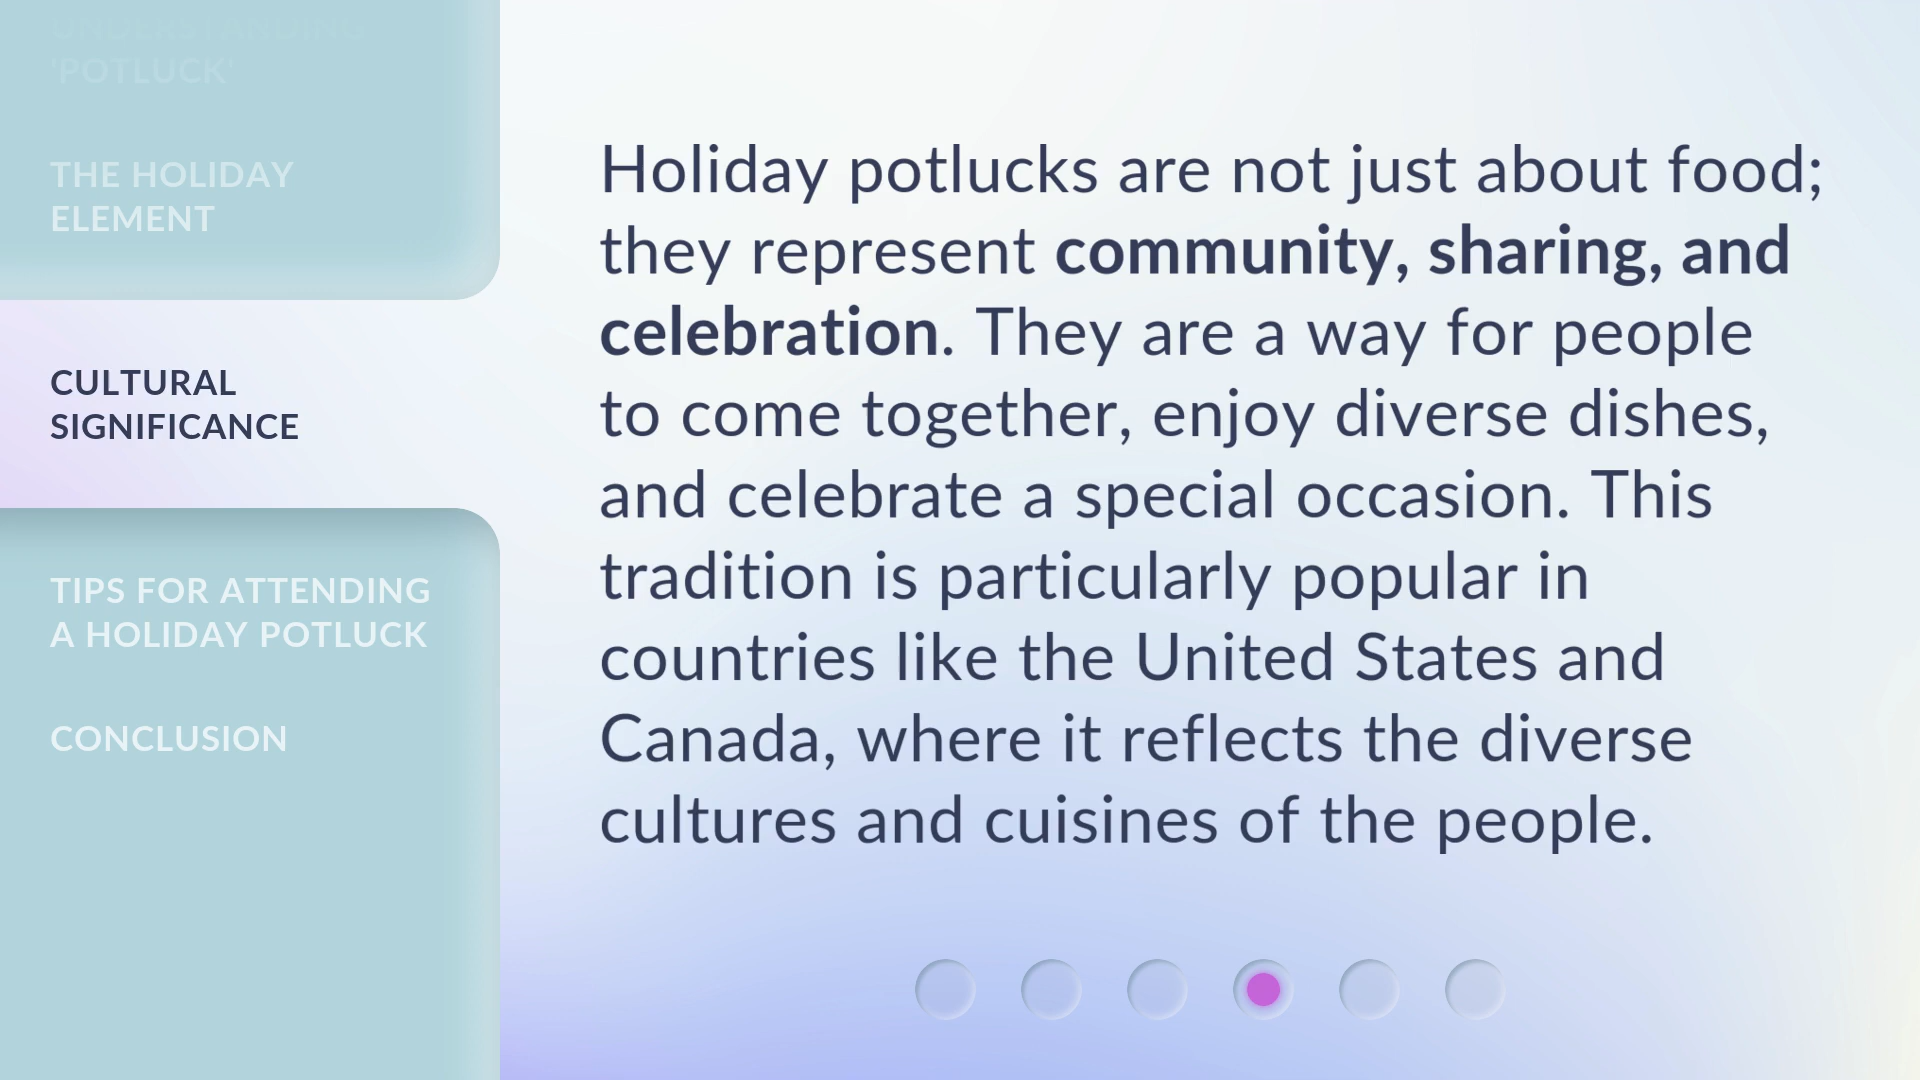 UNDERSTANDING
'POTLUCK'
THE HOLIDAY
ELEMENT
CULTURAL
SIGNIFICANCE
TIPS FOR ATTENDING
A HOLIDAY POTLUCK
CONCLUSION
Holiday potlucks are not just about food;
they represent community, sharing, and
celebration. They are a way for people
to come together, enjoy diverse dishes,
and celebrate a special occasion. This
tradition is particularly popular in
countries like the United States and
Canada, where it reflects the diverse
cultures and cuisines of the people.